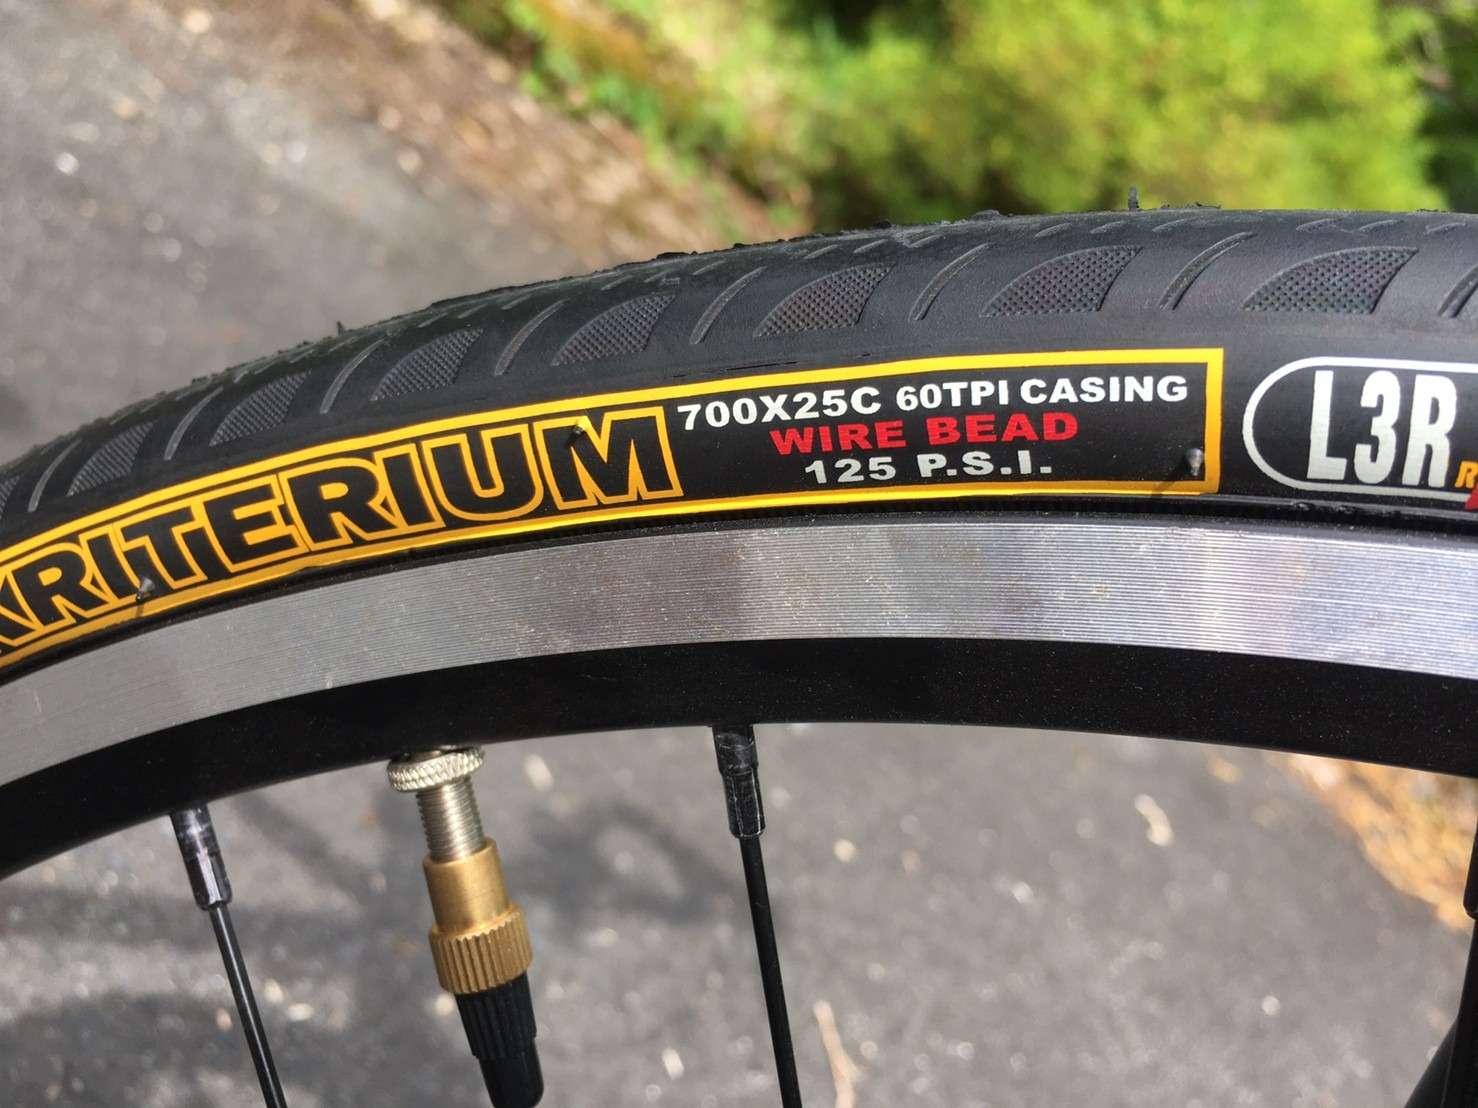 KRITERIUM
700X25C 60TPI CASING
WIRE BEAD
125 P.S.I.
L3R